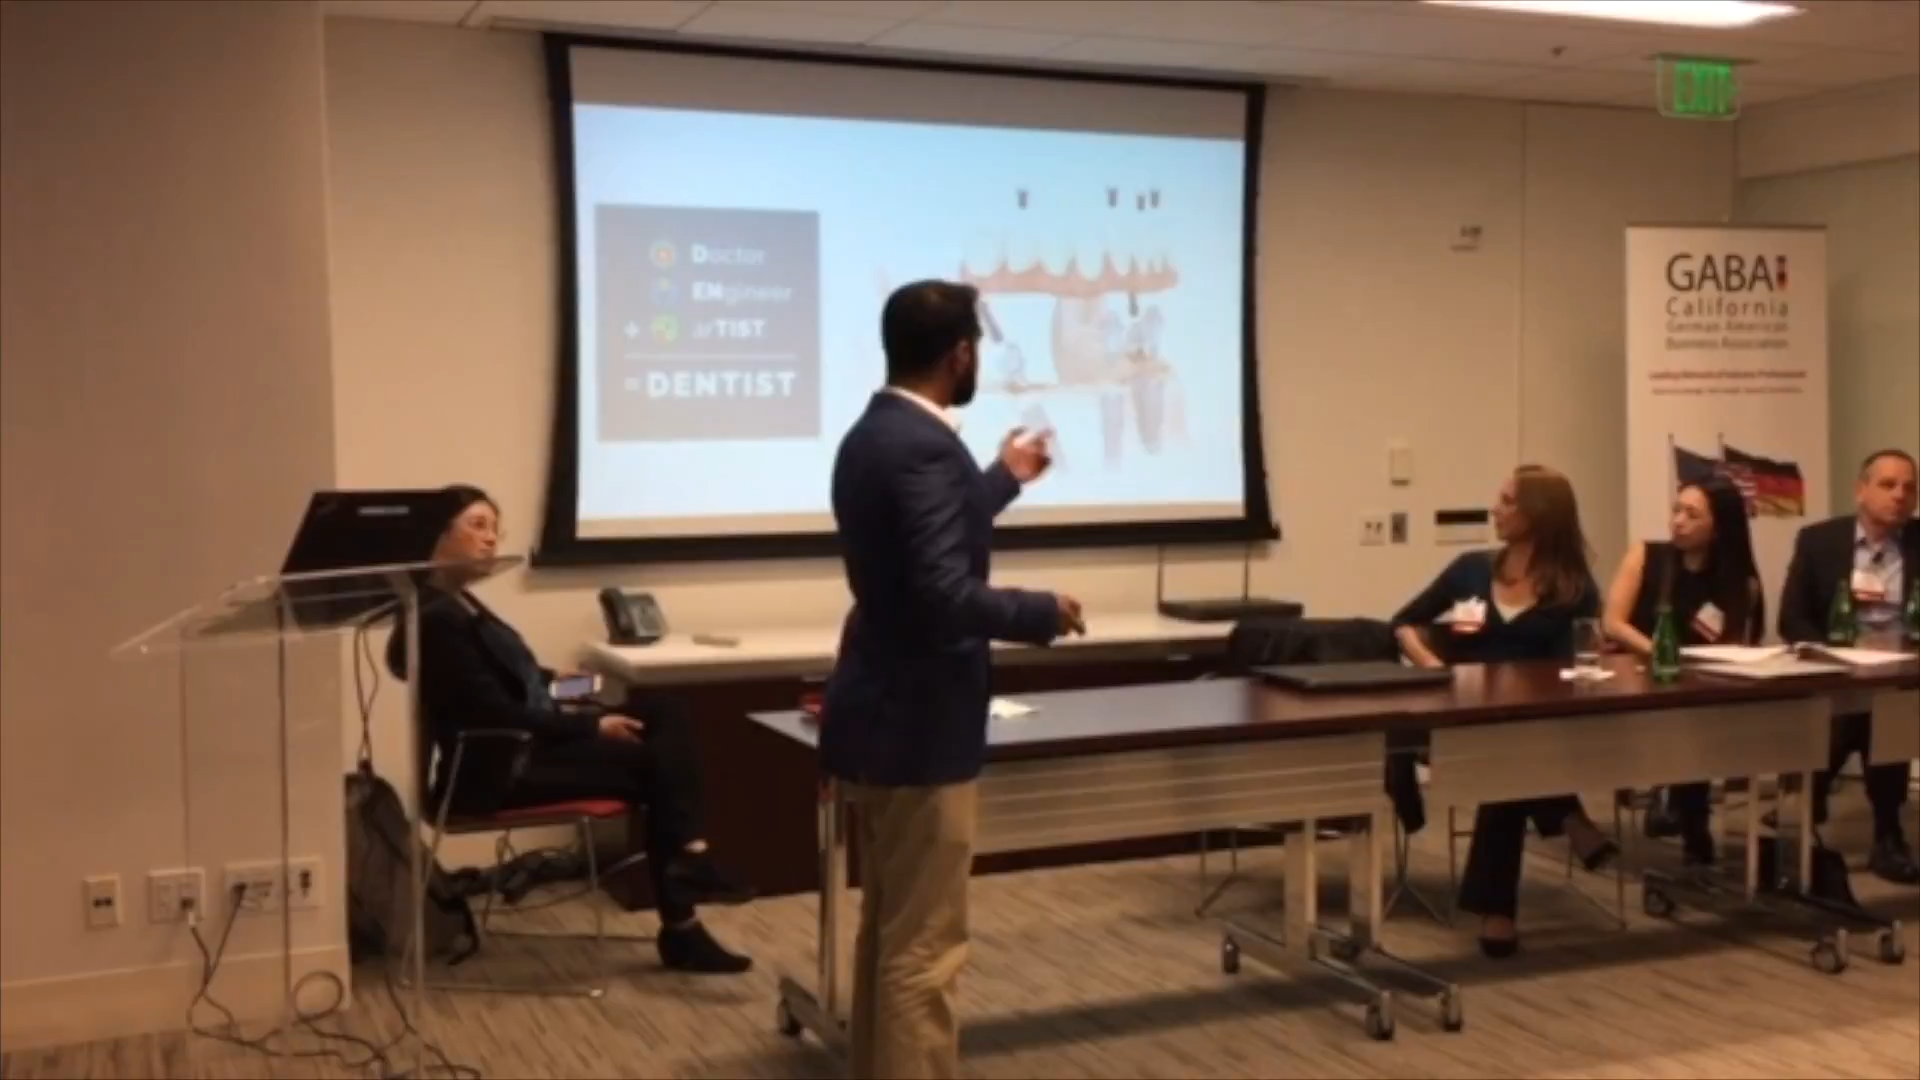 Doctor
ENgineer
+ arTIST
= DENTIST
EXIT
GABA
California
German American
Business Association